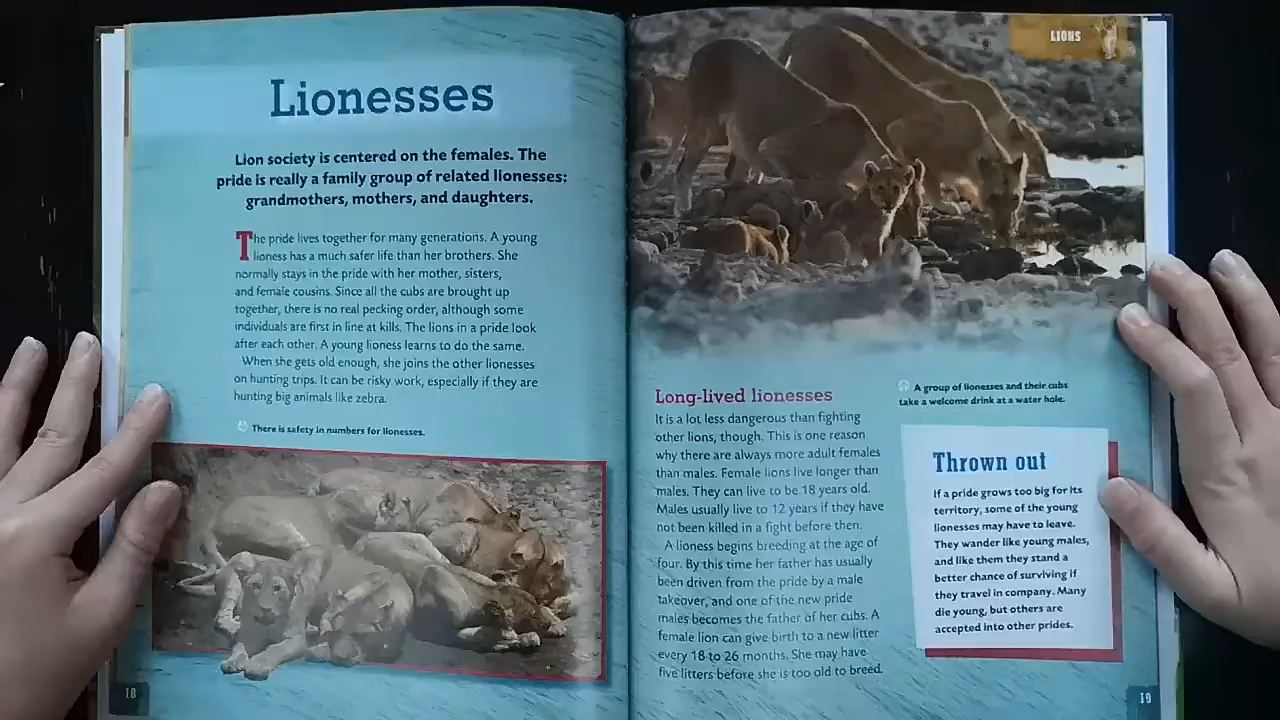 Lionesses
Lion society is centered on the females. The
pride is really a family group of related lionesses:
grandmothers, mothers, and daughters.
The pride lives together for many generations. A young
lioness has a much safer life than her brothers. She
normally stays in the pride with her mother, sisters,
and female cousins. Since all the cubs are brought up
together, there is no real pecking order, although some
individuals are first in line at kills. The lions in a pride look
after each other. A young lioness learns to do the same.
When she gets old enough, she joins the other lionesses
on hunting trips. It can be risky work, especially if they are
hunting big animals like zebra.
There is safety in numbers for lionesses.
18
LIONS
Long-lived lionesses
It is a lot less dangerous than fighting
other lions, though. This is one reason
why there are always more adult females
than males. Female lions live longer than
males. They can live to be 18 years old.
Males usually live to 12 years if they have
not been killed in a fight before then.
A lioness begins breeding at the age of
four. By this time her father has usually
been driven from the pride by a male
takeover, and one of the new pride
males becomes the father of her cubs. A
female lion can give birth to a new litter
every 18 to 26 months. She may have
five litters before she is too old to breed.
A group of lionesses and their cubs
take a welcome drink at a water hole.
Thrown out
If a pride grows too big for its
territory, some of the young
lionesses may have to leave.
They wander like young males,
and like them they stand a
better chance of surviving if
they travel in company. Many
die young, but others are
accepted into other prides.
19